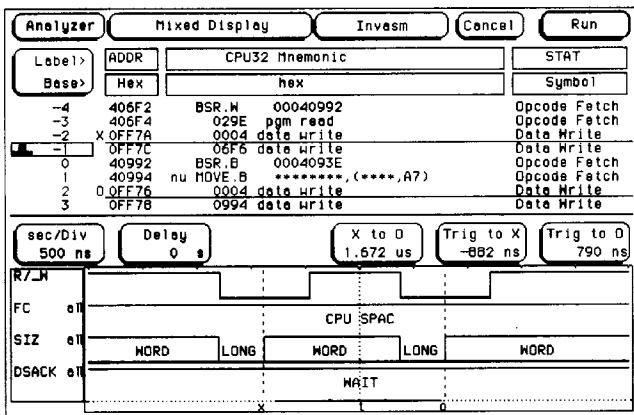 Analyzer Mixed Display Invasm Cancel Run
Label> ADDR CPU32 Mnemonic STAT
Base> Hex hex Symbol
-4 406F2 BSR.W 00040992 Opcode Fetch
-3 406F4 029E pgm read Opcode Fetch
-2 X 0FF7A 0004 data write Data Write
-1 0FF7C 06F6 data write Data Write
0 40992 BSR.B 0004093E Opcode Fetch
1 40994 nu MOVE.B ********,(****,A7) Opcode Fetch
2 O 0FF76 0004 data write Data Write
3 0FF78 0994 data write Data Write
sec/Div Delay X to O Trig to X Trig to O
500 ns 0 s 1.672 us -882 ns 790 ns
R/_W
FC all CPU SPAC
SIZ all WORD LONG WORD LONG WORD
DSACK all WAIT
X t O